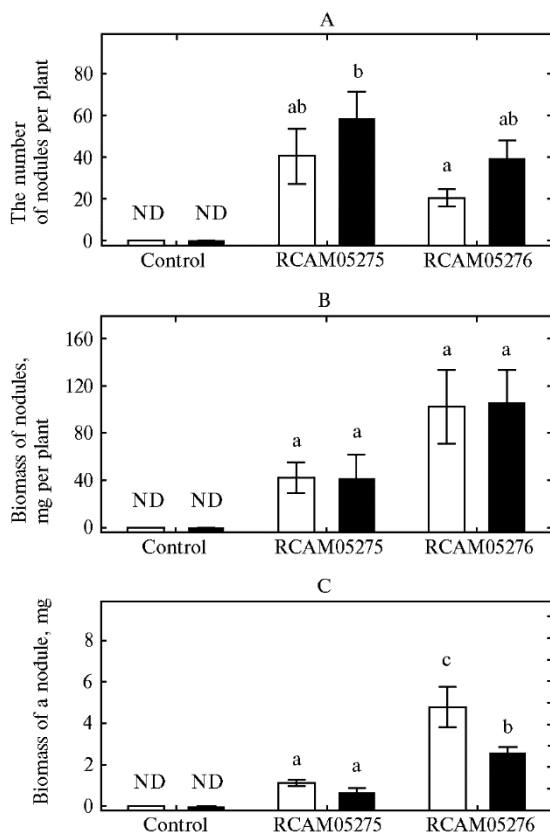 A
The number
of nodules per plant
80
60
40
20
0
ND
ND
ab
b
a
ab
Control
RCAM05275
RCAM05276
B
Biomass of nodules,
mg per plant
160
120
80
40
0
ND
ND
a
a
a
a
Control
RCAM05275
RCAM05276
C
Biomass of a nodule, mg
8
6
4
2
0
ND
ND
a
a
c
b
Control
RCAM05275
RCAM05276